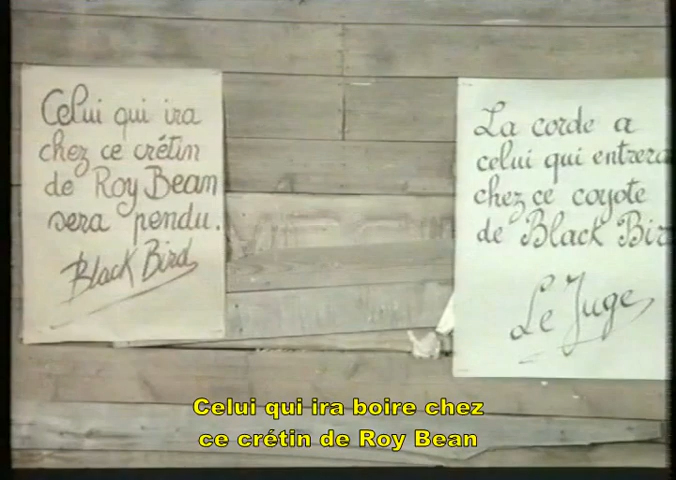 Celui qui ira
chez ce crétin
de Roy Bean
sera pendu.
Black Bird
La corde a
celui qui entrera
chez ce coyote
de Black Bir
Le Juge
Celui qui ira boire chez
ce crétin de Roy Bean